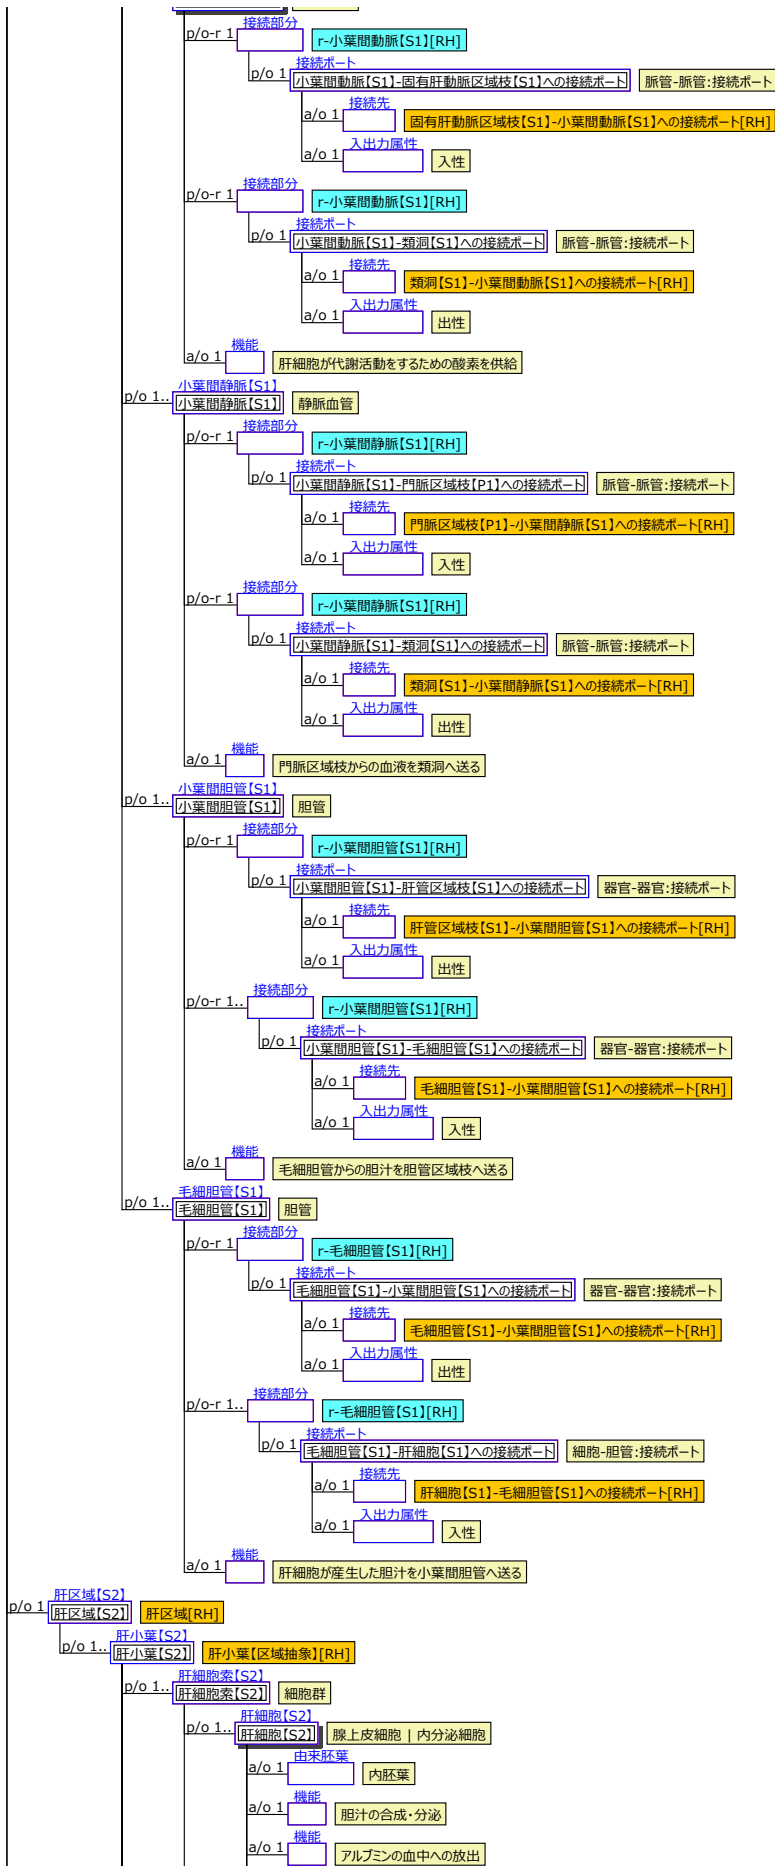 接続部分
p/o-r 1
r-小葉間動脈【S1】[RH]
接続ポート
p/o 1
小葉間動脈【S1】-固有肝動脈区域枝【S1】への接続ポート
脈管-脈管:接続ポート
接続先
a/o 1
固有肝動脈区域枝【S1】-小葉間動脈【S1】への接続ポート[RH]
入出力属性
a/o 1
入性
接続部分
p/o-r 1
r-小葉間動脈【S1】[RH]
接続ポート
p/o 1
小葉間動脈【S1】-類洞【S1】への接続ポート
脈管-脈管:接続ポート
接続先
a/o 1
類洞【S1】-小葉間動脈【S1】への接続ポート[RH]
入出力属性
a/o 1
出性
機能
a/o 1
肝細胞が代謝活動をするための酸素を供給
小葉間静脈【S1】
p/o 1..
小葉間静脈【S1】
静脈血管
接続部分
p/o-r 1
r-小葉間静脈【S1】[RH]
接続ポート
p/o 1
小葉間静脈【S1】-門脈区域枝【P1】への接続ポート
脈管-脈管:接続ポート
接続先
a/o 1
門脈区域枝【P1】-小葉間静脈【S1】への接続ポート[RH]
入出力属性
a/o 1
入性
接続部分
p/o-r 1
r-小葉間静脈【S1】[RH]
接続ポート
p/o 1
小葉間静脈【S1】-類洞【S1】への接続ポート
脈管-脈管:接続ポート
接続先
a/o 1
類洞【S1】-小葉間静脈【S1】への接続ポート[RH]
入出力属性
a/o 1
出性
機能
a/o 1
門脈区域枝からの血液を類洞へ送る
小葉間胆管【S1】
p/o 1..
小葉間胆管【S1】
胆管
接続部分
p/o-r 1
r-小葉間胆管【S1】[RH]
接続ポート
p/o 1
小葉間胆管【S1】-肝管区域枝【S1】への接続ポート
器官-器官:接続ポート
接続先
a/o 1
肝管区域枝【S1】-小葉間胆管【S1】への接続ポート[RH]
入出力属性
a/o 1
出性
接続部分
p/o-r 1..
r-小葉間胆管【S1】[RH]
接続ポート
p/o 1
小葉間胆管【S1】-毛細胆管【S1】への接続ポート
器官-器官:接続ポート
接続先
a/o 1
毛細胆管【S1】-小葉間胆管【S1】への接続ポート[RH]
入出力属性
a/o 1
入性
機能
a/o 1
毛細胆管からの胆汁を胆管区域枝へ送る
毛細胆管【S1】
p/o 1..
毛細胆管【S1】
胆管
接続部分
p/o-r 1
r-毛細胆管【S1】[RH]
接続ポート
p/o 1
毛細胆管【S1】-小葉間胆管【S1】への接続ポート
器官-器官:接続ポート
接続先
a/o 1
毛細胆管【S1】-小葉間胆管【S1】への接続ポート[RH]
入出力属性
a/o 1
出性
接続部分
p/o-r 1..
r-毛細胆管【S1】[RH]
接続ポート
p/o 1
毛細胆管【S1】-肝細胞【S1】への接続ポート
細胞-胆管:接続ポート
接続先
a/o 1
肝細胞【S1】-毛細胆管【S1】への接続ポート[RH]
入出力属性
a/o 1
入性
機能
a/o 1
肝細胞が産生した胆汁を小葉間胆管へ送る
肝区域【S2】
p/o 1
肝区域【S2】
肝区域[RH]
肝小葉【S2】
p/o 1..
肝小葉【S2】
肝小葉【区域抽象】[RH]
肝細胞索【S2】
p/o 1..
肝細胞索【S2】
細胞群
肝細胞【S2】
p/o 1..
肝細胞【S2】
腺上皮細胞 | 内分泌細胞
由来胚葉
a/o 1
内胚葉
機能
a/o 1
胆汁の合成・分泌
機能
a/o 1
アルブミンの血中への放出